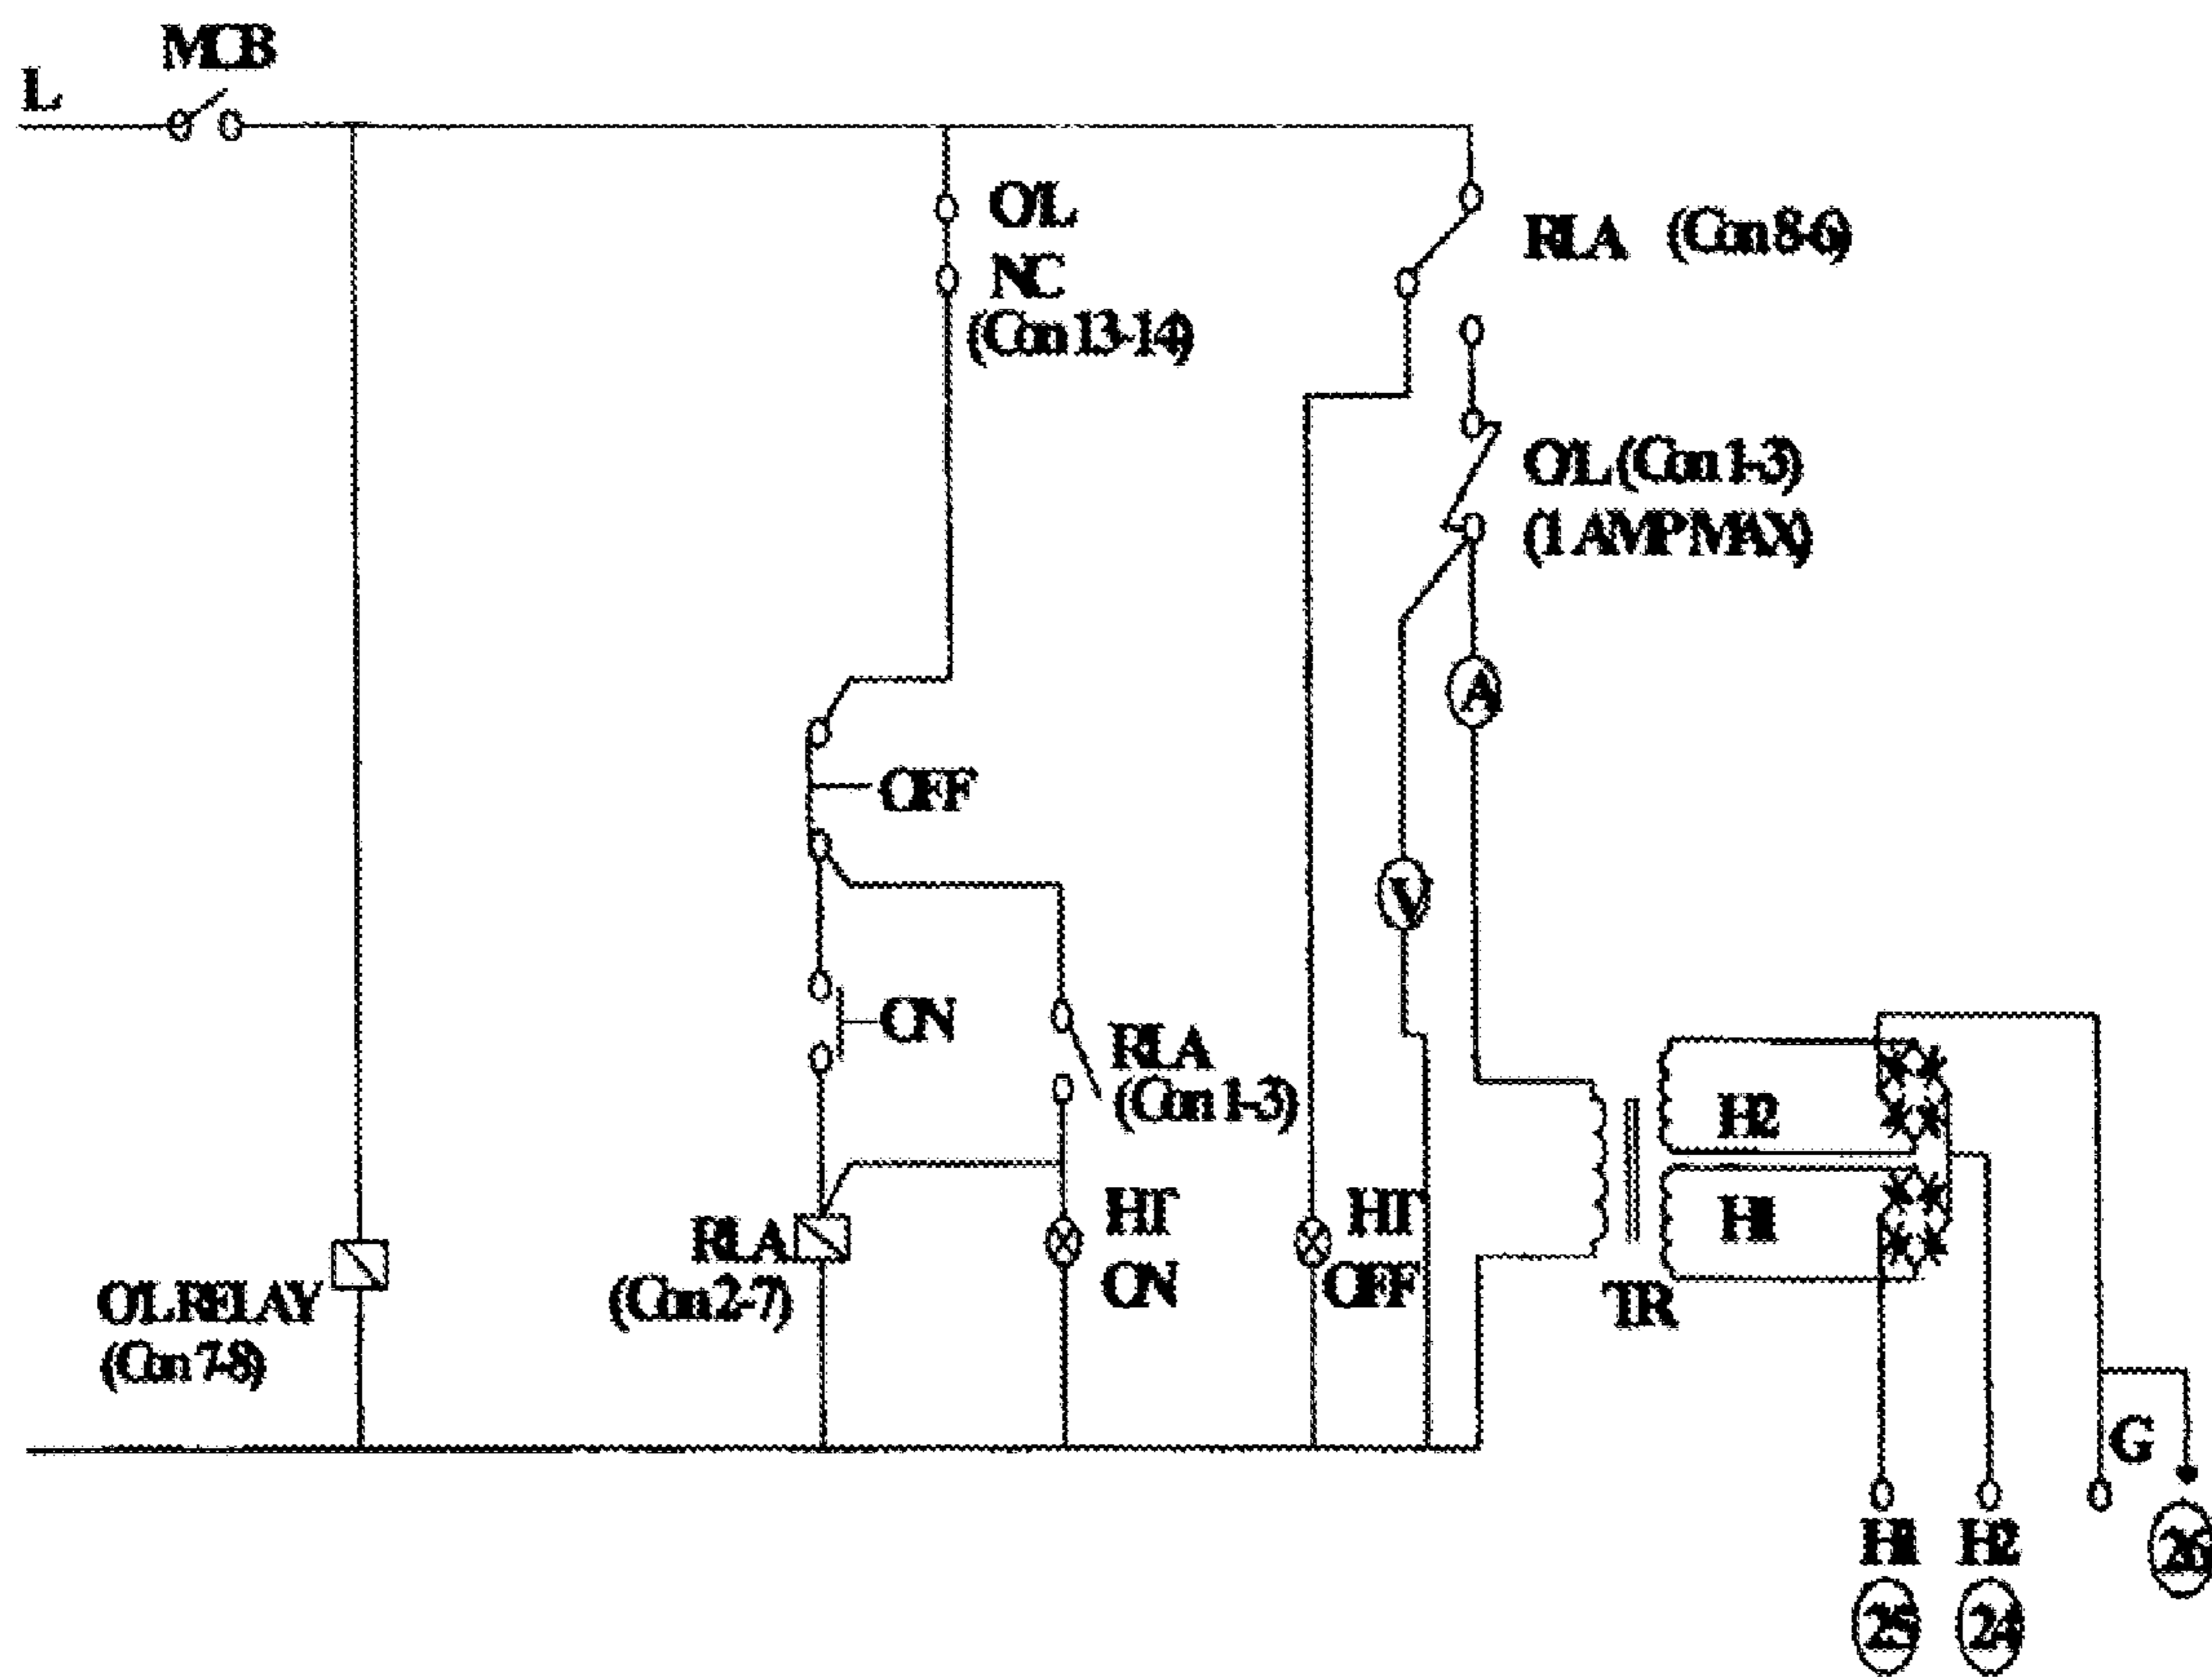 MCB
L
O/L
NC
(Con 13-14)
RLA (Con 8-6)
O/L (Con 1-3)
(1 AMP MAX)
A
OFF
V
ON
RLA
(Con 1-3)
H2
H1
RLA
(Con 2-7)
HT
ON
HT
OFF
TR
O/L RELAY
(Con 7-8)
G
H1
H2
26
25
24